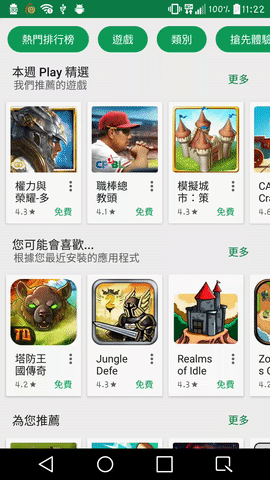 100% 11:22
熱門排行榜 遊戲 類別 搶先體驗
本週 Play 精選
我們推薦的遊戲
更多
CPBL
權力與榮耀-多
4.3★ 免費
職棒總教頭
4.1★ 免費
模擬城市：策
4.3★ 免費
CA
Cra
4.6
您可能會喜歡...
根據您最近安裝的應用程式
更多
TD
塔防王國傳奇
4.2★ 免費
Jungle
Defe
4.3★ 免費
Realms
of Idle
4.3★ 免費
Zo
s C
4.2
為您推薦
更多